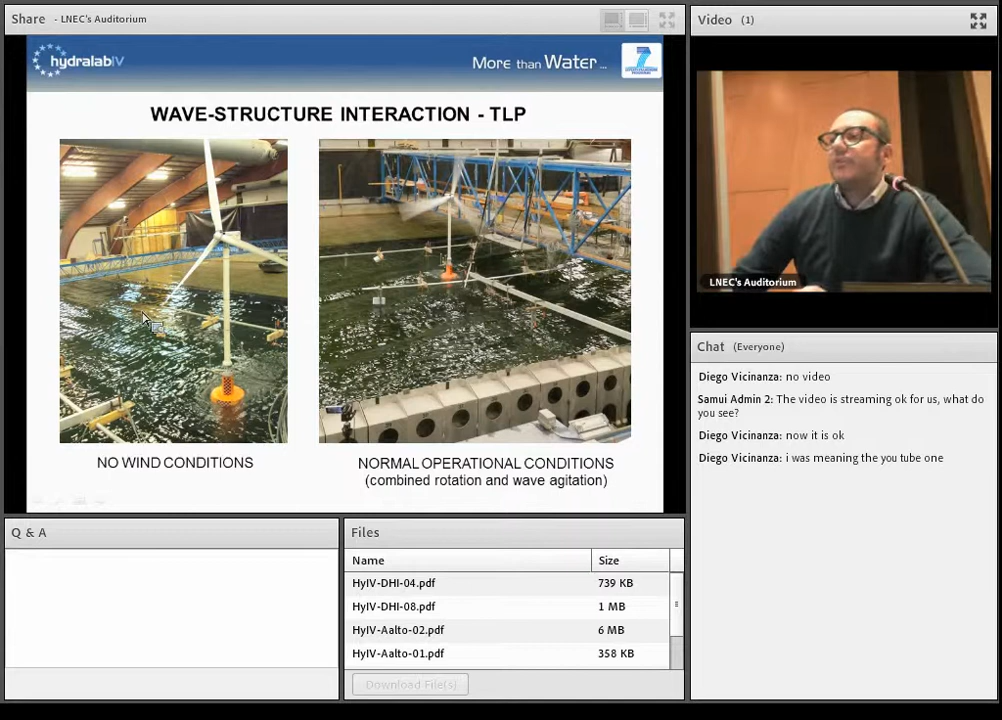 Share - LNEC's Auditorium
hydralabIV
More than Water...
7
WAVE-STRUCTURE INTERACTION - TLP
NO WIND CONDITIONS
NORMAL OPERATIONAL CONDITIONS
(combined rotation and wave agitation)
Video (1)
LNEC's Auditorium
Chat (Everyone)
Diego Vicinanza: no video
Samui Admin 2: The video is streaming ok for us, what do
you see?
Diego Vicinanza: now it is ok
Diego Vicinanza: i was meaning the you tube one
Q & A
Files
Name Size
HyIV-DHI-04.pdf 739 KB
HyIV-DHI-08.pdf 1 MB
HyIV-Aalto-02.pdf 6 MB
HyIV-Aalto-01.pdf 358 KB
Download File(s)